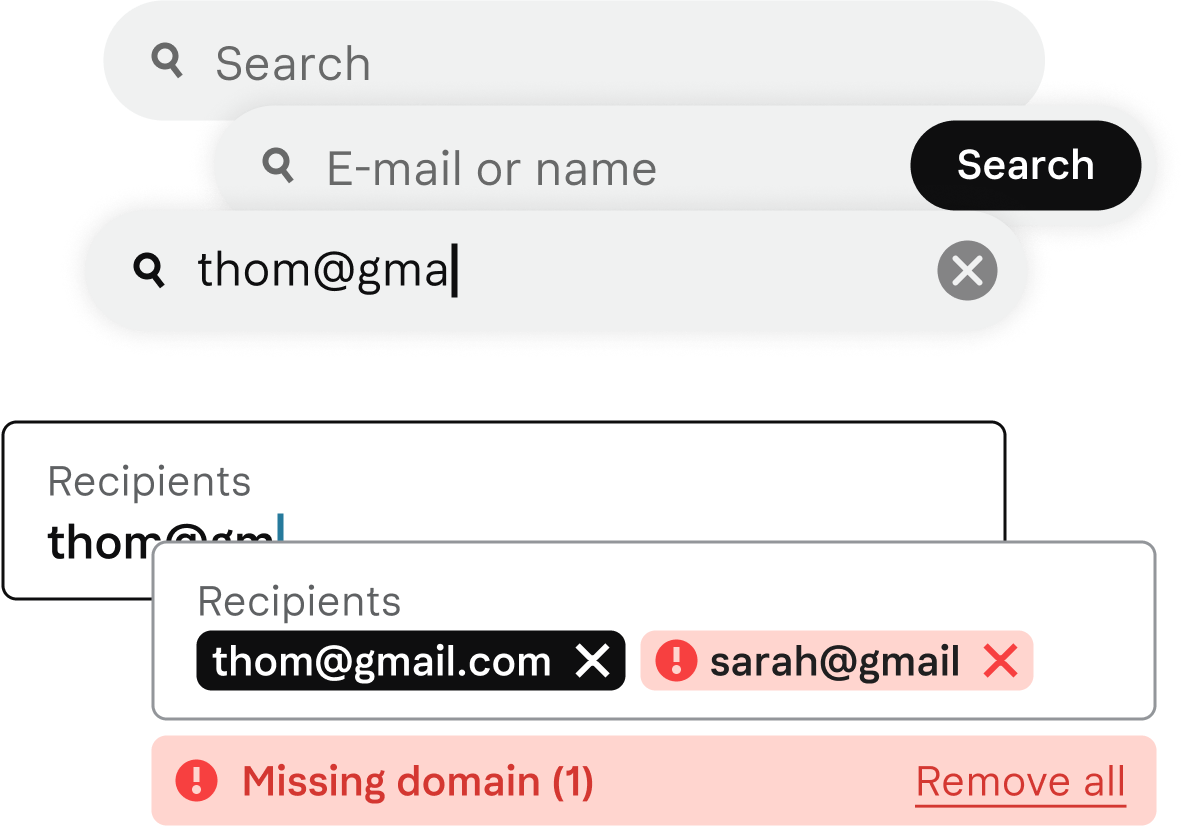 Search
E-mail or name
Search
thom@gma
Recipients
thom@gm
Recipients
thom@gmail.com
sarah@gmail
Missing domain (1)
Remove all